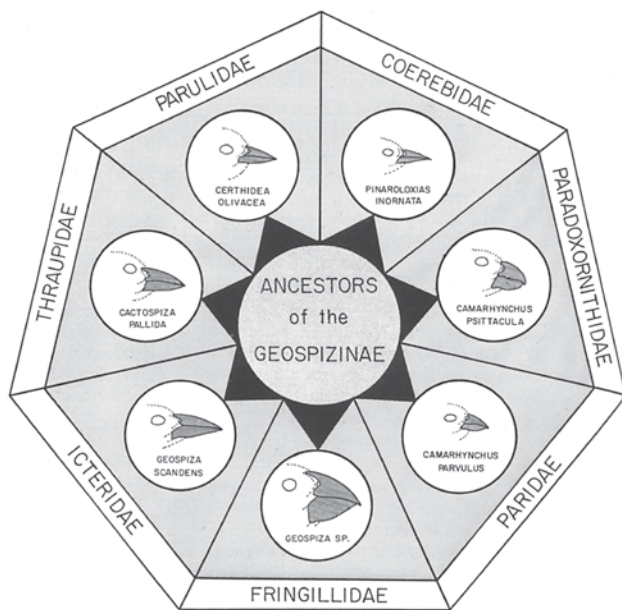 PARULIDAE
COEREBIDAE
CERTHIDEA
OLIVACEA
PINAROLOXIAS
INORNATA
THRAUPIDAE
PARADOXORNITHIDAE
CACTOSPIZA
PALLIDA
ANCESTORS
of the
GEOSPIZINAE
CAMARHYNCHUS
PSITTACULA
GEOSPIZA
SCANDENS
CAMARHYNCHUS
PARVULUS
ICTERIDAE
PARIDAE
GEOSPIZA SP.
FRINGILLIDAE